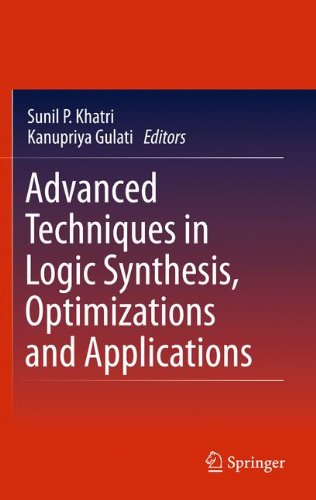 Sunil P. Khatri
Kanupriya Gulati Editors
Advanced
Techniques in
Logic Synthesis,
Optimizations
and Applications
Springer